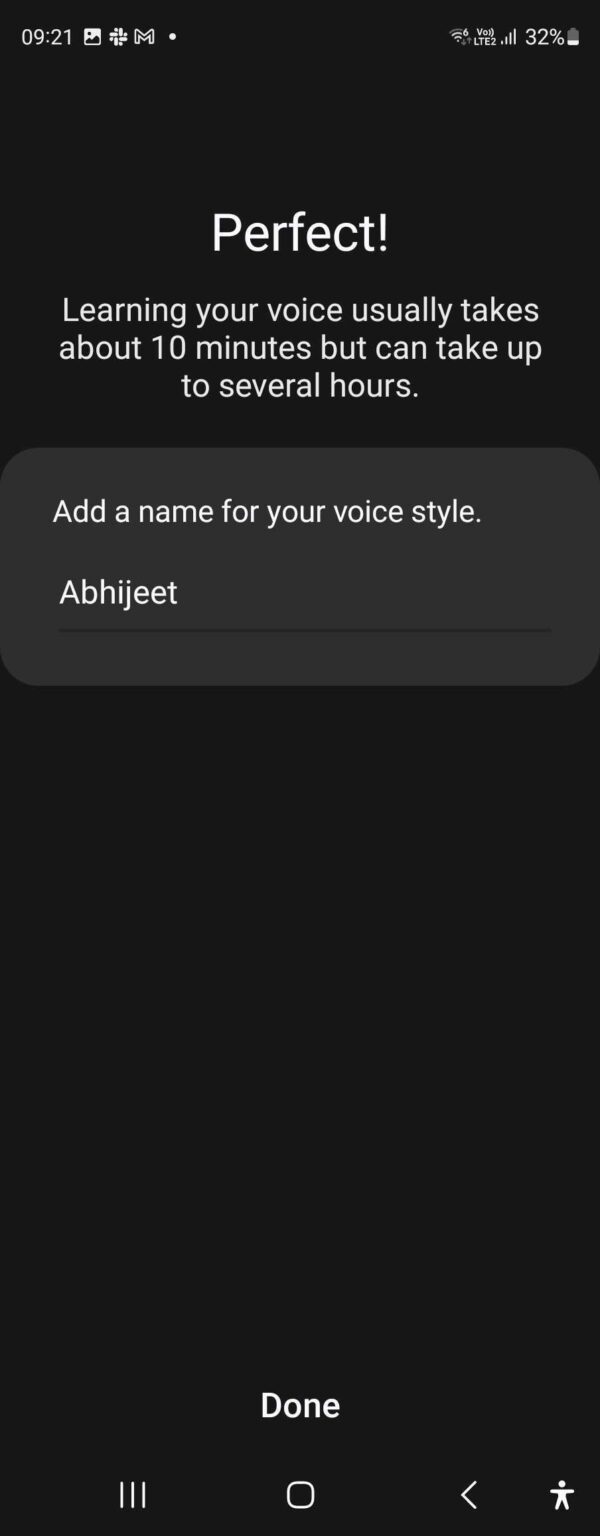 09:21
Vo))
LTE2
32%
Perfect!
Learning your voice usually takes
about 10 minutes but can take up
to several hours.
Add a name for your voice style.
Abhijeet
Done